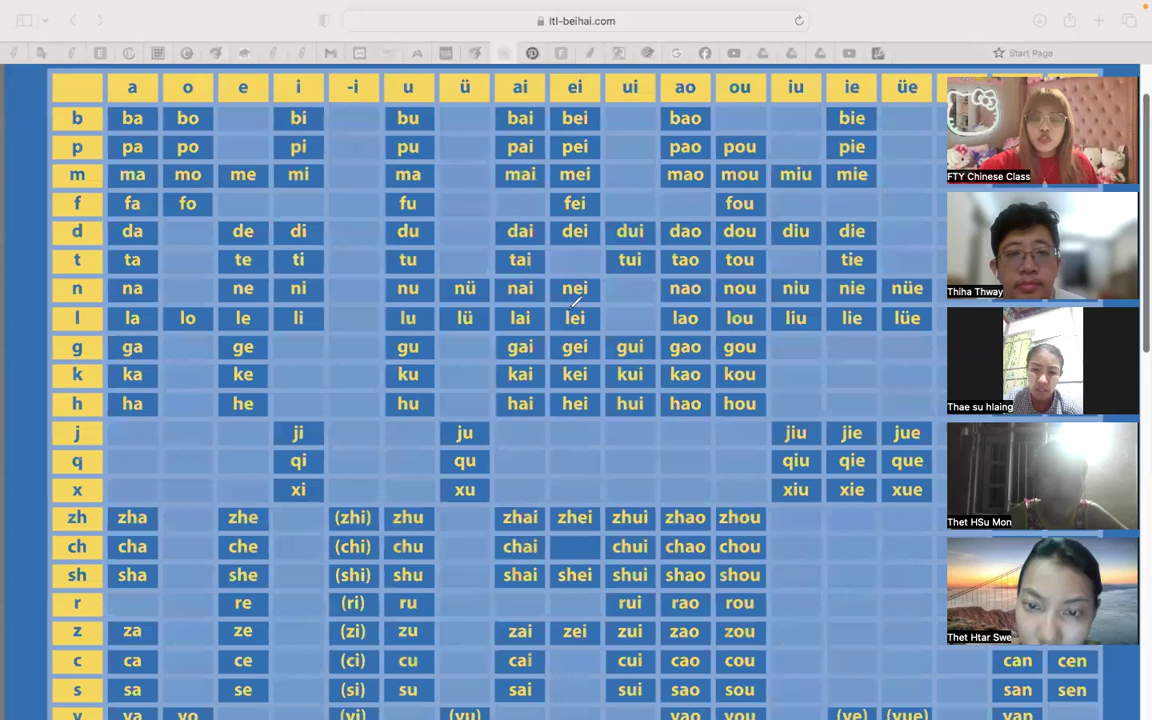 ltl-beihai.com
Start Page
a o e i -i u ü ai ei ui ao ou iu ie üe
b ba bo bi bu bai bei bao bie
p pa po pi pu pai pei pao pou pie
m ma mo me mi ma mai mei mao mou miu mie
f fa fo fu fei fou
d da de di du dai dei dui dao dou diu die
t ta te ti tu tai tui tao tou tie
n na ne ni nu nü nai nei nao nou niu nie nüe
l la lo le li lu lü lai lei lao lou liu lie lüe
g ga ge gu gai gei gui gao gou
k ka ke ku kai kei kui kao kou
h ha he hu hai hei hui hao hou
j ji ju jiu jie jue
q qi qu qiu qie que
x xi xu xiu xie xue
zh zha zhe (zhi) zhu zhai zhei zhui zhao zhou
ch cha che (chi) chu chai chui chao chou
sh sha she (shi) shu shai shei shui shao shou
r re (ri) ru rui rao rou
z za ze (zi) zu zai zei zui zao zou
c ca ce (ci) cu cai cui cao cou can cen
s sa se (si) su sai sui sao sou san sen
y ya yo (yi) (yu) yao you (ye) (yue) yan
FTY Chinese Class
Thiha Thway
Thae su hlaing
Thet HSu Mon
Thet Htar Swe